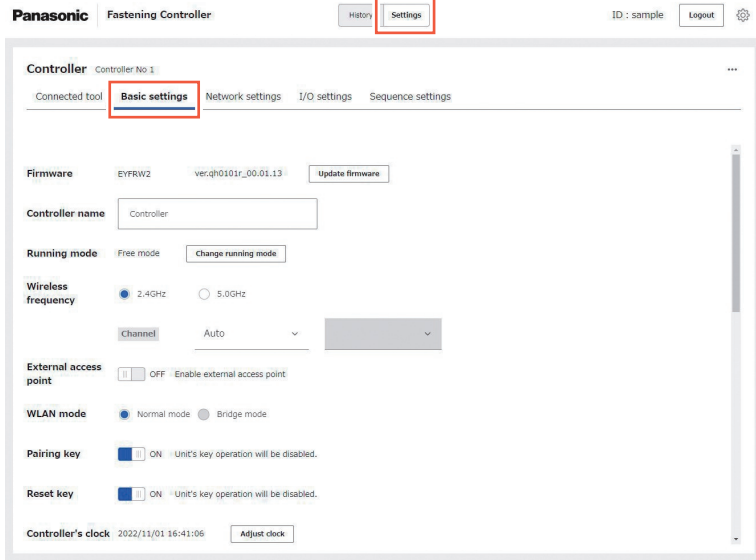 Panasonic Fastening Controller History Settings ID : sample Logout
Controller Controller No 1 ...
Connected tool Basic settings Network settings I/O settings Sequence settings
Firmware EYFRW2 ver.qh0101r_00.01.13 Update firmware
Controller name Controller
Running mode Free mode Change running mode
Wireless
frequency 2.4GHz 5.0GHz
Channel Auto
External access
point OFF Enable external access point
WLAN mode Normal mode Bridge mode
Pairing key ON Unit's key operation will be disabled.
Reset key ON Unit's key operation will be disabled.
Controller's clock 2022/11/01 16:41:06 Adjust clock